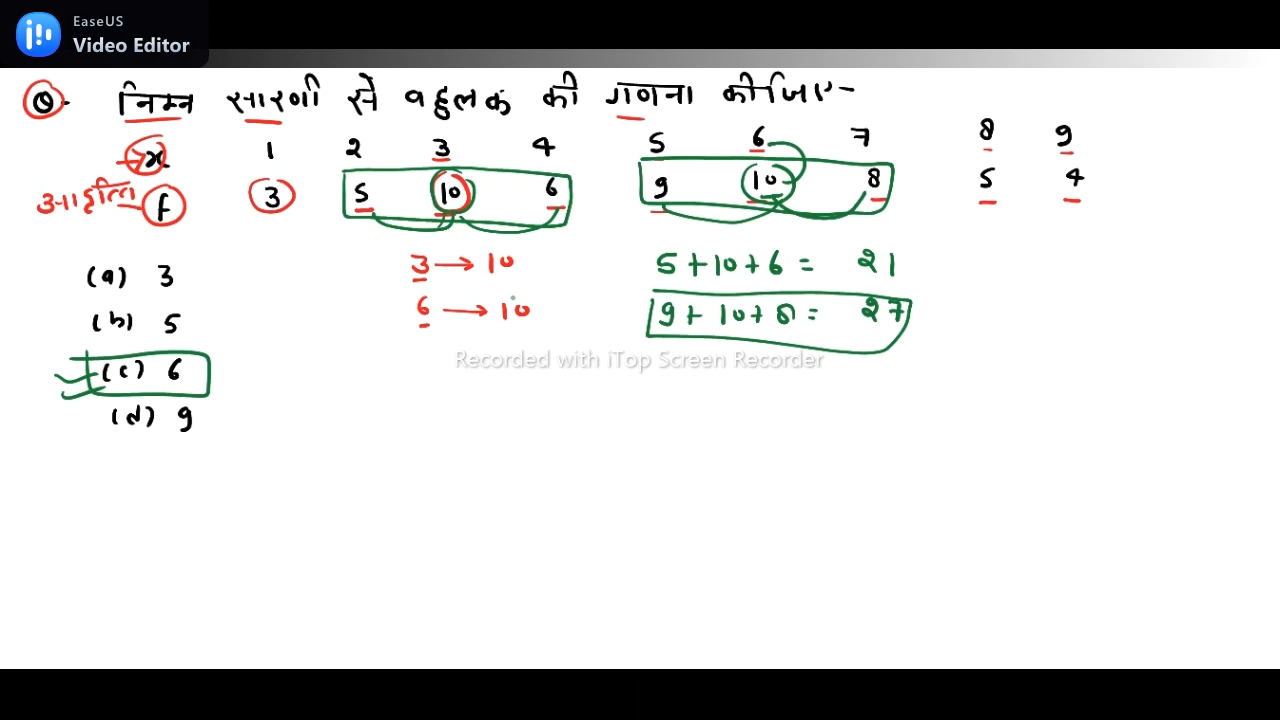 EaseUS
Video Editor
Q. निम्न सारणी से बहुलक की गणना कीजिए-
x 1 2 3 4 5 6 7 8 9
आवृत्ति f 3 5 10 6 9 10 8 5 4
(a) 3
(b) 5
(c) 6
(d) 9
3 → 10
6 → 10
5 + 10 + 6 = 21
9 + 10 + 8 = 27
Recorded with iTop Screen Recorder